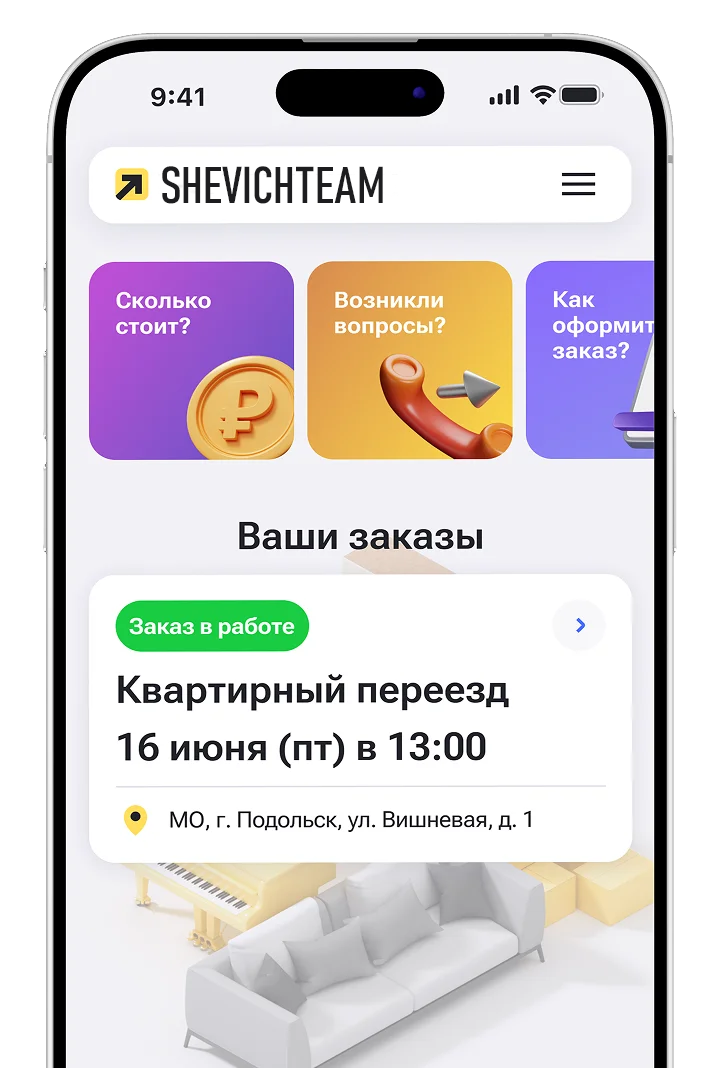 9:41
SHEVICHTEAM
Сколько
стоит?
Возникли
вопросы?
Как
оформит
заказ?
Ваши заказы
Заказ в работе
Квартирный переезд
16 июня (пт) в 13:00
МО, г. Подольск, ул. Вишневая, д. 1